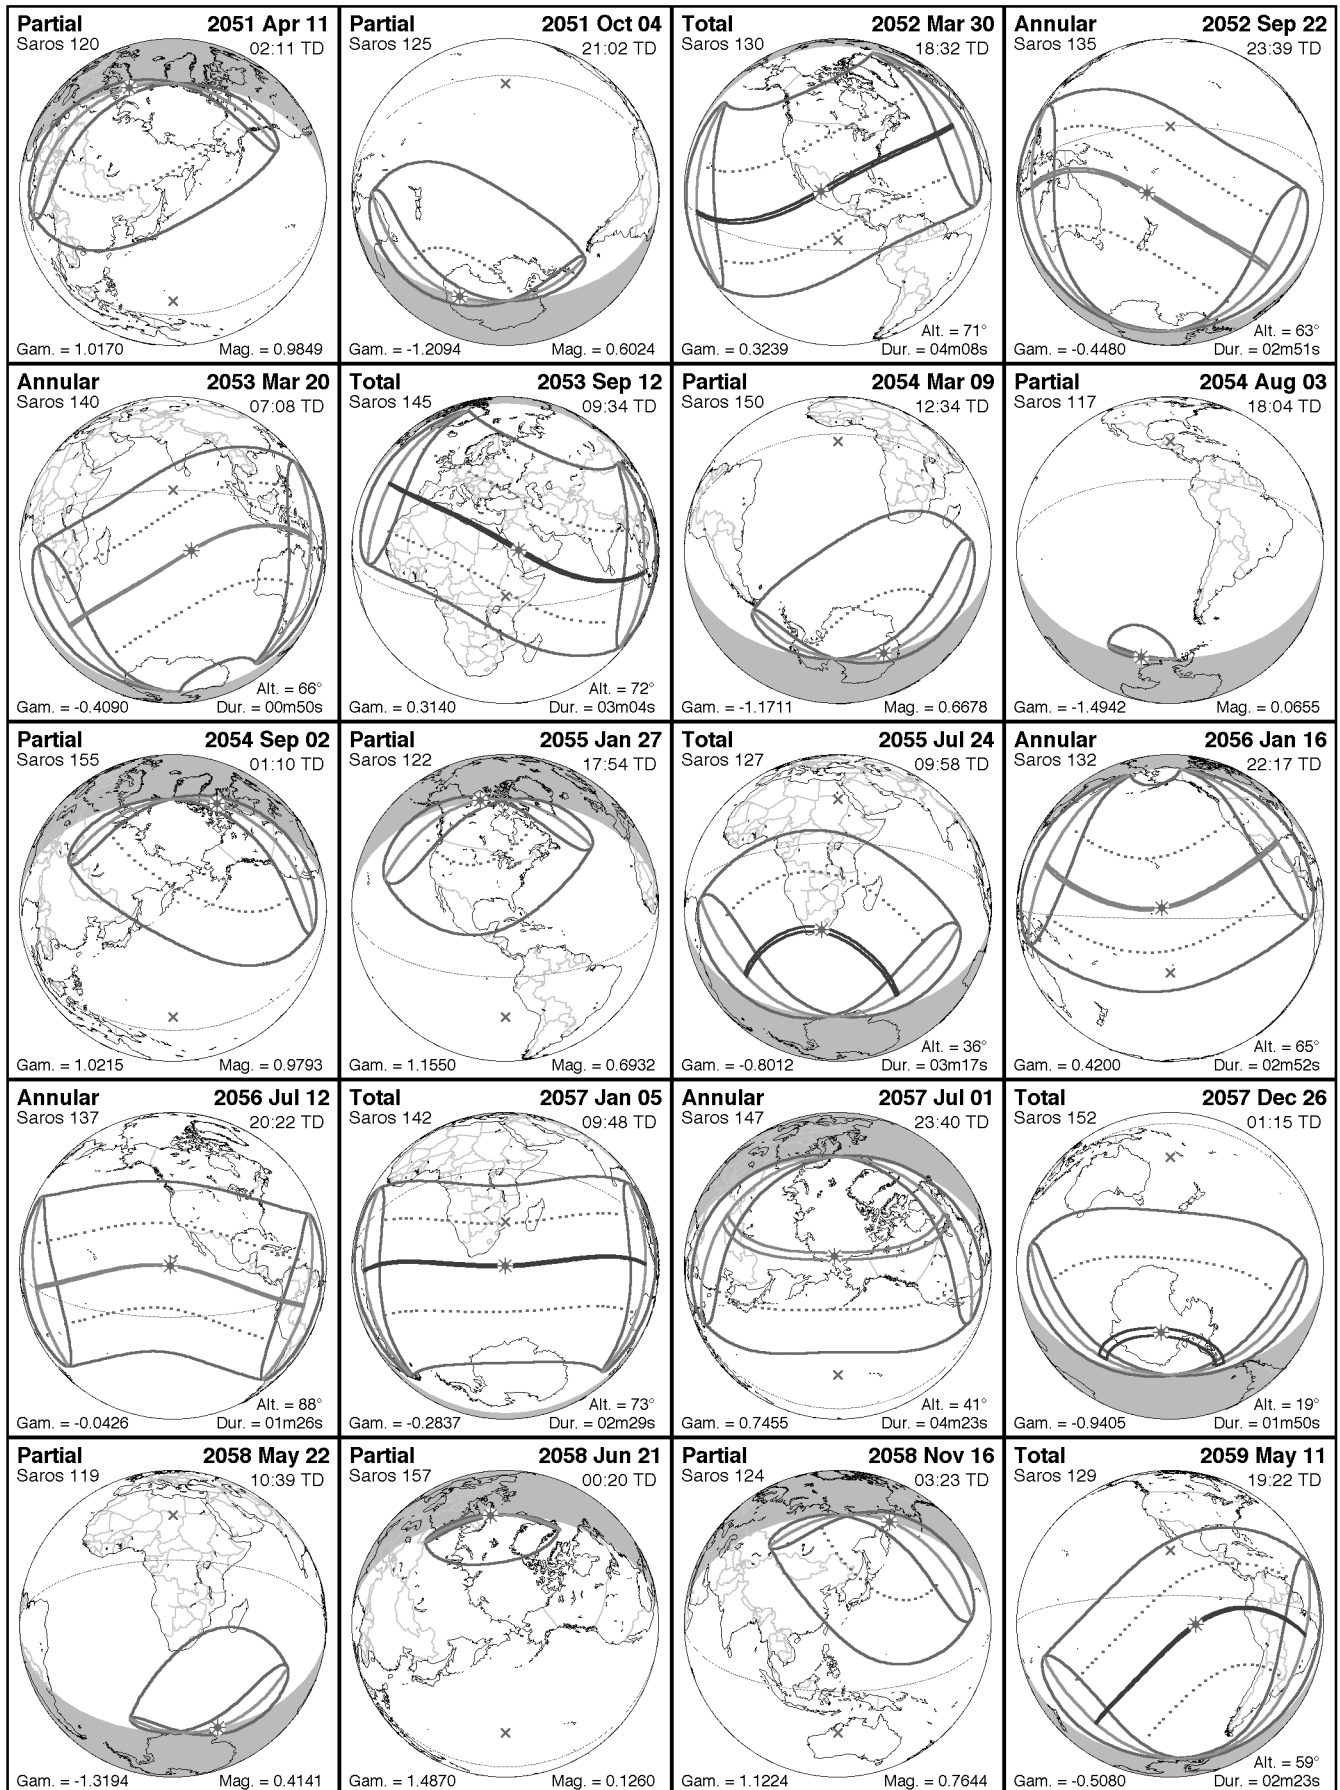 Partial 2051 Apr 11
Saros 120 02:11 TD
Gam. = 1.0170 Mag. = 0.9849
Partial 2051 Oct 04
Saros 125 21:02 TD
Gam. = -1.2094 Mag. = 0.6024
Total 2052 Mar 30
Saros 130 18:32 TD
Alt. = 71°
Gam. = 0.3239 Dur. = 04m08s
Annular 2052 Sep 22
Saros 135 23:39 TD
Alt. = 63°
Gam. = -0.4480 Dur. = 02m51s
Annular 2053 Mar 20
Saros 140 07:08 TD
Alt. = 66°
Gam. = -0.4090 Dur. = 00m50s
Total 2053 Sep 12
Saros 145 09:34 TD
Alt. = 72°
Gam. = 0.3140 Dur. = 03m04s
Partial 2054 Mar 09
Saros 150 12:34 TD
Gam. = -1.1711 Mag. = 0.6678
Partial 2054 Aug 03
Saros 117 18:04 TD
Gam. = -1.4942 Mag. = 0.0655
Partial 2054 Sep 02
Saros 155 01:10 TD
Gam. = 1.0215 Mag. = 0.9793
Partial 2055 Jan 27
Saros 122 17:54 TD
Gam. = 1.1550 Mag. = 0.6932
Total 2055 Jul 24
Saros 127 09:58 TD
Alt. = 36°
Gam. = -0.8012 Dur. = 03m17s
Annular 2056 Jan 16
Saros 132 22:17 TD
Alt. = 65°
Gam. = 0.4200 Dur. = 02m52s
Annular 2056 Jul 12
Saros 137 20:22 TD
Alt. = 88°
Gam. = -0.0426 Dur. = 01m26s
Total 2057 Jan 05
Saros 142 09:48 TD
Alt. = 73°
Gam. = -0.2837 Dur. = 02m29s
Annular 2057 Jul 01
Saros 147 23:40 TD
Alt. = 41°
Gam. = 0.7455 Dur. = 04m23s
Total 2057 Dec 26
Saros 152 01:15 TD
Alt. = 19°
Gam. = -0.9405 Dur. = 01m50s
Partial 2058 May 22
Saros 119 10:39 TD
Gam. = -1.3194 Mag. = 0.4141
Partial 2058 Jun 21
Saros 157 00:20 TD
Gam. = 1.4870 Mag. = 0.1260
Partial 2058 Nov 16
Saros 124 03:23 TD
Gam. = 1.1224 Mag. = 0.7644
Total 2059 May 11
Saros 129 19:22 TD
Alt. = 59°
Gam. = -0.5080 Dur. = 02m23s